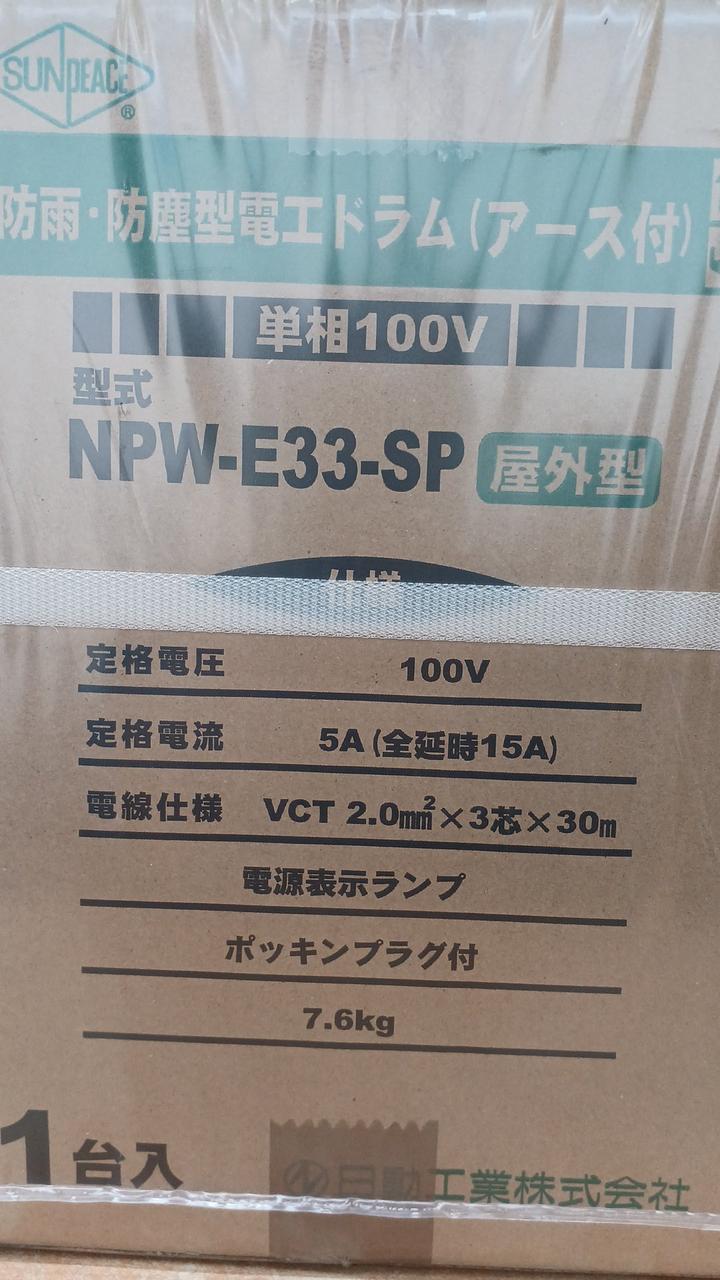 SUNPEACE
®
防雨・防塵型電工ドラム(アース付)
単相100V
型式
NPW-E33-SP 屋外型
仕様
定格電圧 100V
定格電流 5A(全延時15A)
電線仕様 VCT 2.0mm²×3芯×30m
電源表示ランプ
ポッキンプラグ付
7.6kg
1台入
日動工業株式会社